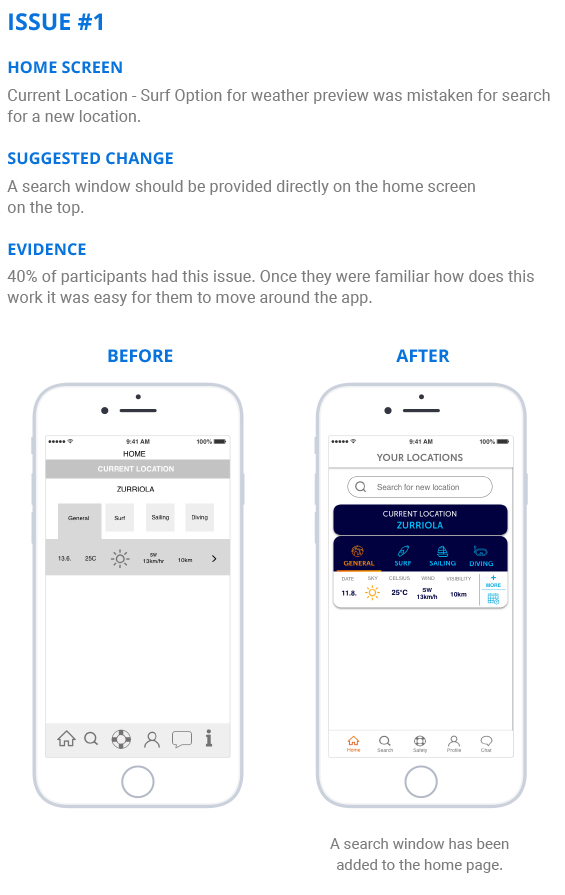 ISSUE #1
HOME SCREEN
Current Location - Surf Option for weather preview was mistaken for search
for a new location.
SUGGESTED CHANGE
A search window should be provided directly on the home screen
on the top.
EVIDENCE
40% of participants had this issue. Once they were familiar how does this
work it was easy for them to move around the app.
BEFORE
9:41 AM 100%
HOME
CURRENT LOCATION
ZURRIOLA
General Surf Sailing Diving
13.6. 25C SW 13km/hr 10km
AFTER
9:41 AM 100%
YOUR LOCATIONS
Search for new location
CURRENT LOCATION
ZURRIOLA
GENERAL SURF SAILING DIVING
DATE SKY CELSIUS WIND VISIBILITY + MORE
11.8. 25°C SW 13km/h 10km
Home Search Safety Profile Chat
A search window has been
added to the home page.